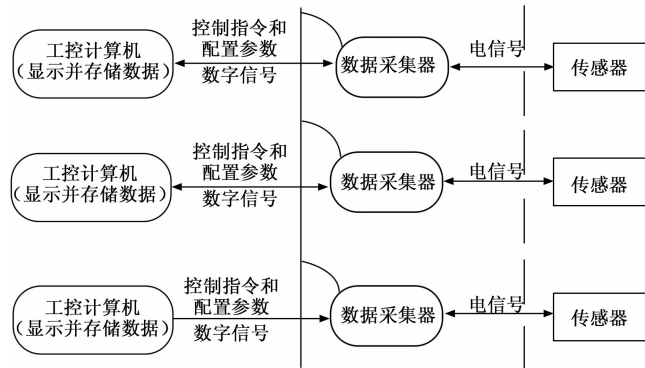 工控计算机
（显示并存储数据）
控制指令和
配置参数
数字信号
数据采集器
电信号
传感器
工控计算机
（显示并存储数据）
控制指令和
配置参数
数字信号
数据采集器
电信号
传感器
工控计算机
（显示并存储数据）
控制指令和
配置参数
数字信号
数据采集器
电信号
传感器